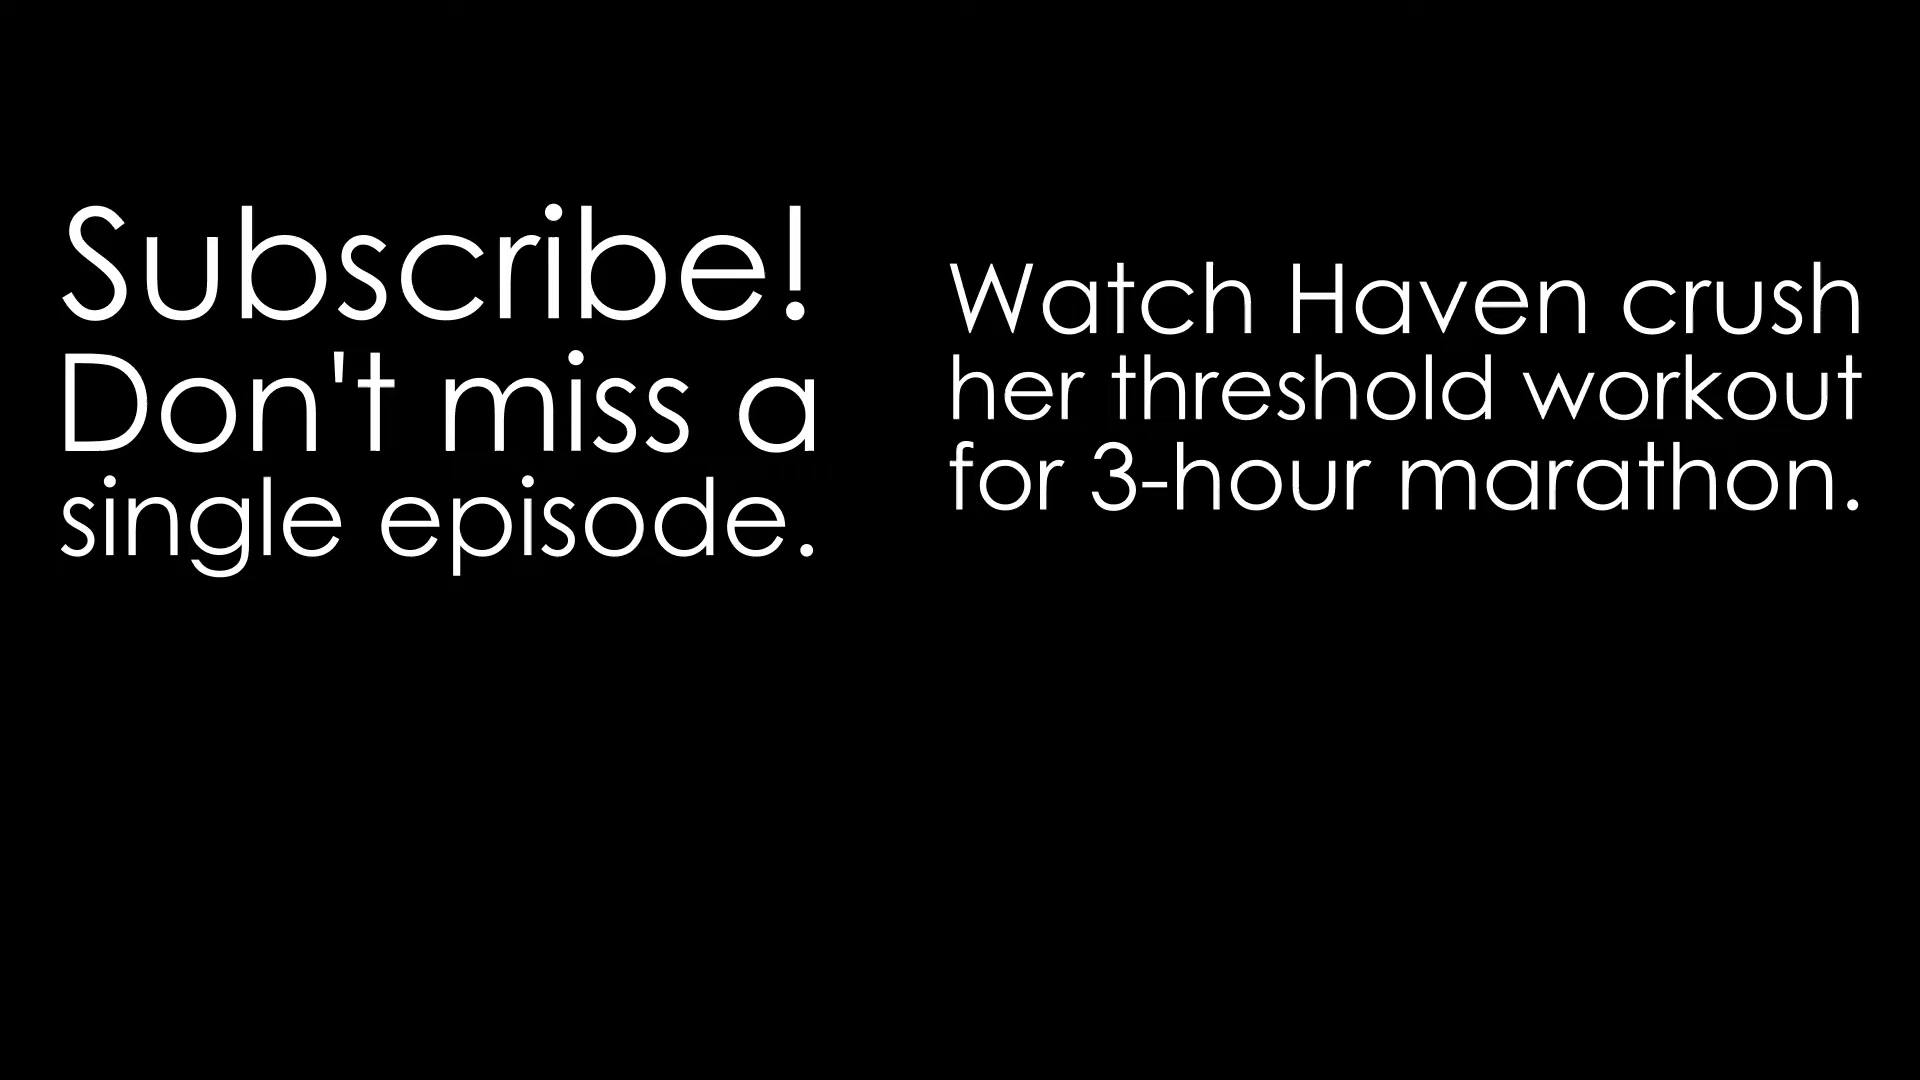 Subscribe!
Don't miss a
single episode.
Watch Haven crush
her threshold workout
for 3-hour marathon.